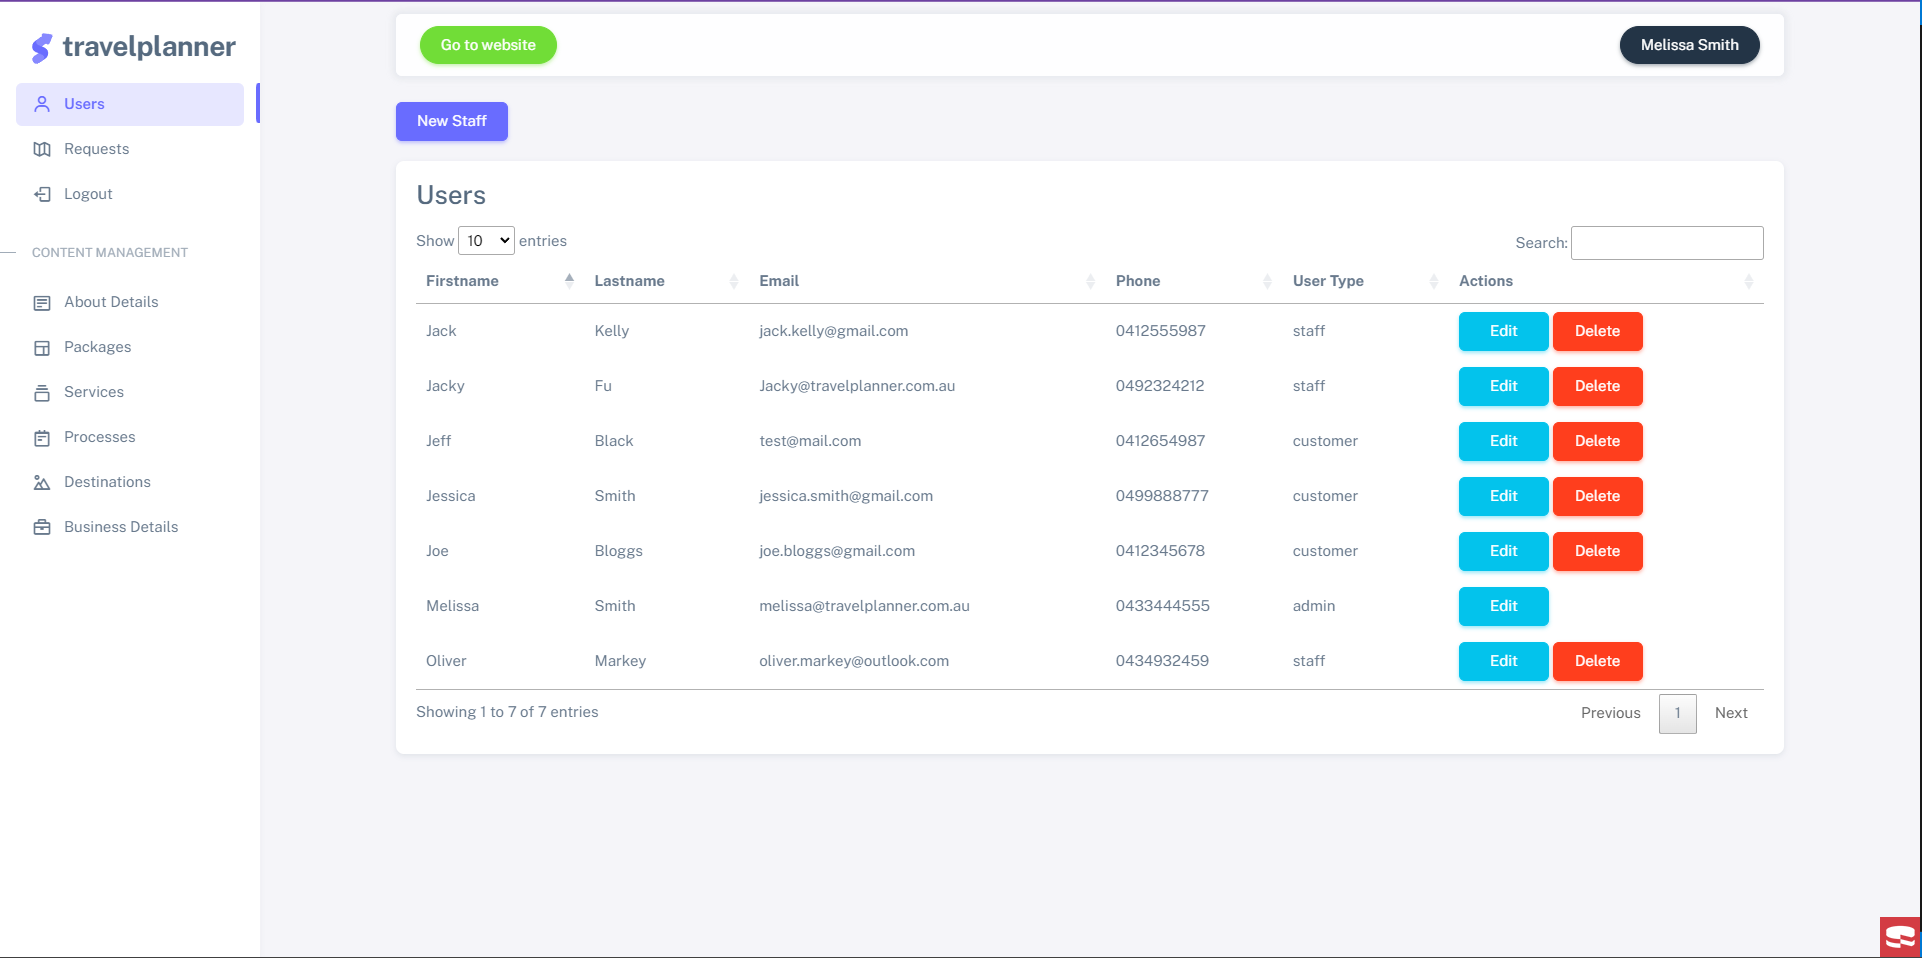 travelplanner
Users
Requests
Logout
CONTENT MANAGEMENT
About Details
Packages
Services
Processes
Destinations
Business Details
Go to website
Melissa Smith
New Staff
Users
Show 10 entries
Search:
Firstname Lastname Email Phone User Type Actions
Jack Kelly jack.kelly@gmail.com 0412555987 staff Edit Delete
Jacky Fu Jacky@travelplanner.com.au 0492324212 staff Edit Delete
Jeff Black test@mail.com 0412654987 customer Edit Delete
Jessica Smith jessica.smith@gmail.com 0499888777 customer Edit Delete
Joe Bloggs joe.bloggs@gmail.com 0412345678 customer Edit Delete
Melissa Smith melissa@travelplanner.com.au 0433444555 admin Edit
Oliver Markey oliver.markey@outlook.com 0434932459 staff Edit Delete
Showing 1 to 7 of 7 entries
Previous 1 Next